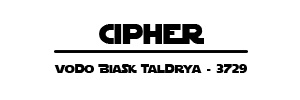 CIPHER
VODO BIASK TALDRYA - 3729